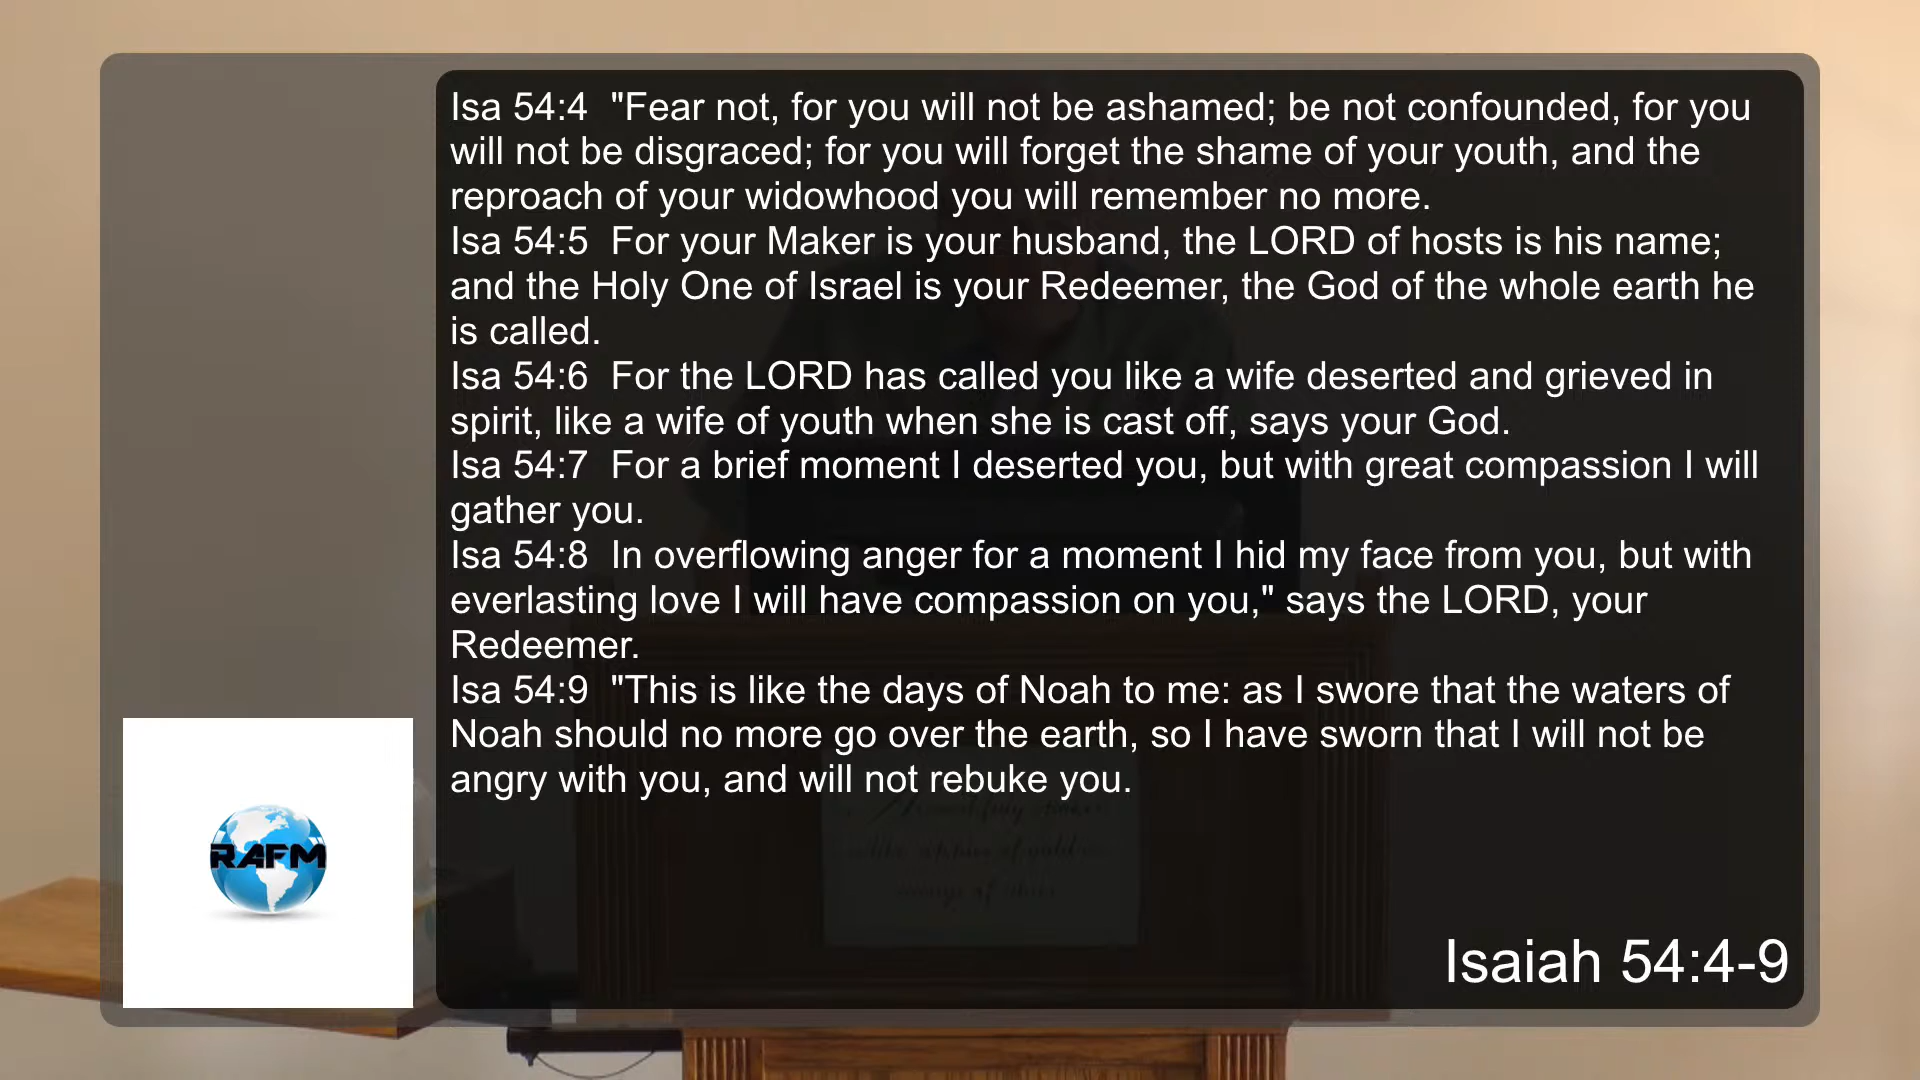 Isa 54:4  "Fear not, for you will not be ashamed; be not confounded, for you
will not be disgraced; for you will forget the shame of your youth, and the
reproach of your widowhood you will remember no more.
Isa 54:5  For your Maker is your husband, the LORD of hosts is his name;
and the Holy One of Israel is your Redeemer, the God of the whole earth he
is called.
Isa 54:6  For the LORD has called you like a wife deserted and grieved in
spirit, like a wife of youth when she is cast off, says your God.
Isa 54:7  For a brief moment I deserted you, but with great compassion I will
gather you.
Isa 54:8  In overflowing anger for a moment I hid my face from you, but with
everlasting love I will have compassion on you," says the LORD, your
Redeemer.
Isa 54:9  "This is like the days of Noah to me: as I swore that the waters of
Noah should no more go over the earth, so I have sworn that I will not be
angry with you, and will not rebuke you.
RAFM
Isaiah 54:4-9